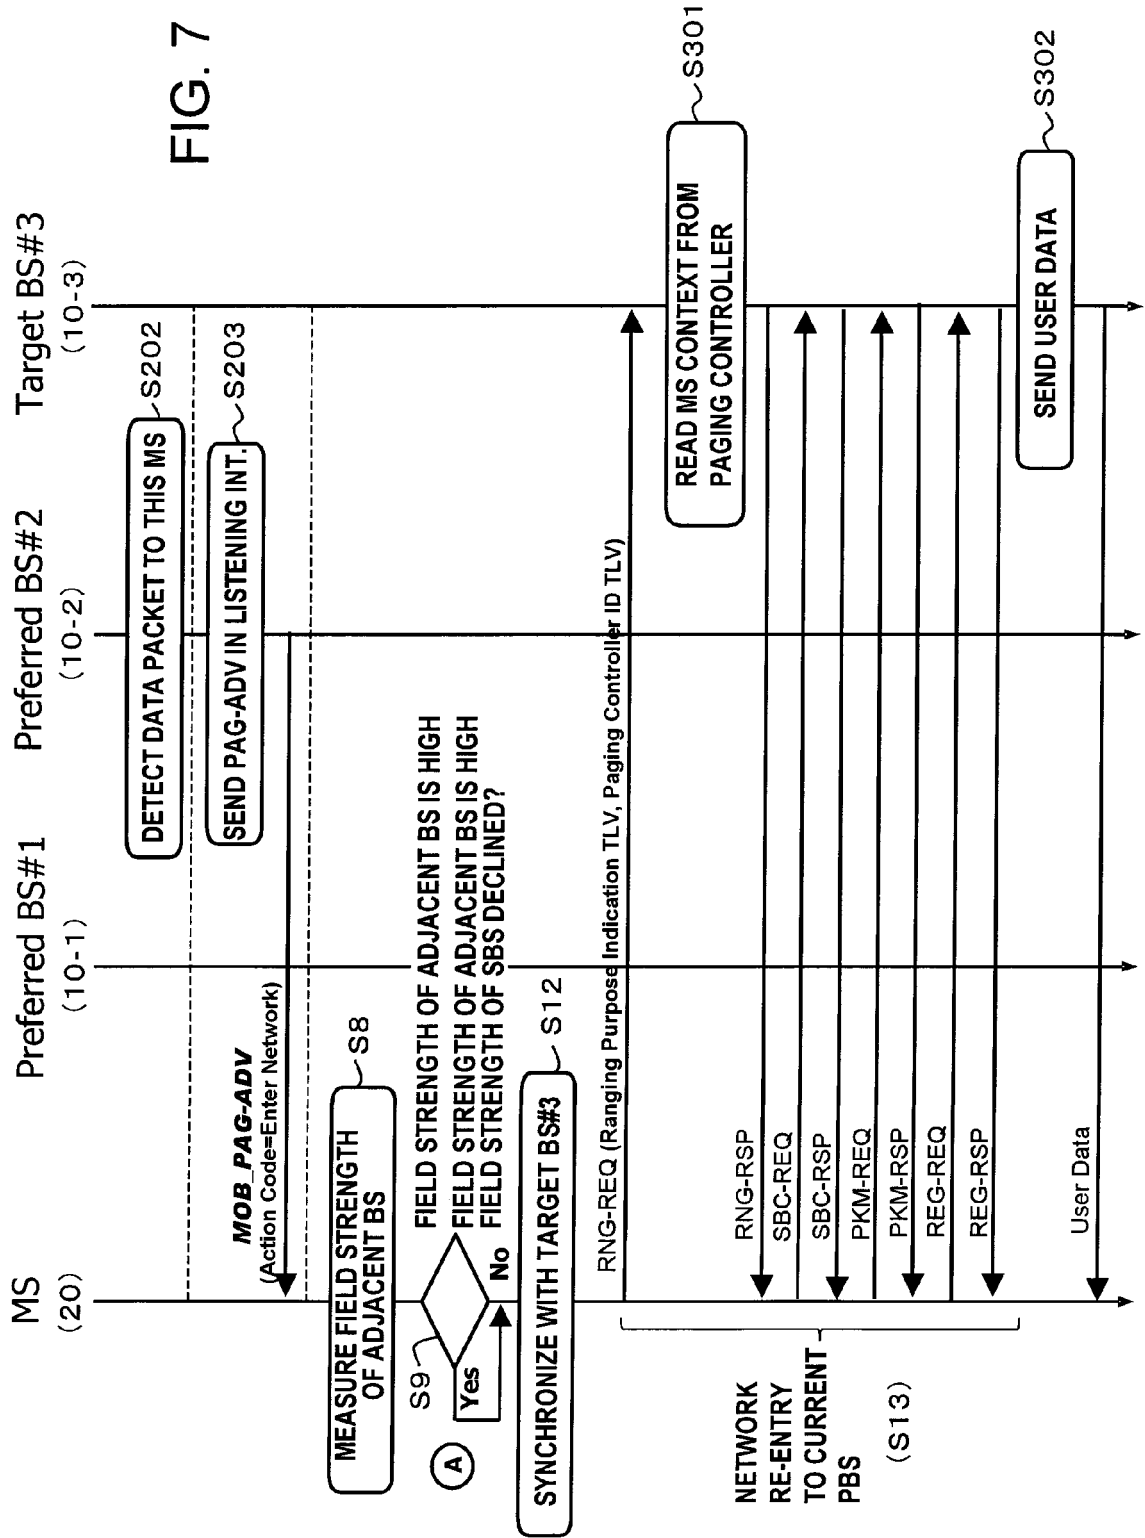 FIG. 7
MS
(20)
Preferred BS#1
(10-1)
Preferred BS#2
(10-2)
Target BS#3
(10-3)
DETECT DATA PACKET TO THIS MS
S202
SEND PAG-ADV IN LISTENING INT.
S203
MOB_PAG-ADV
(Action Code=Enter Network)
MEASURE FIELD STRENGTH
OF ADJACENT BS
S8
S9
FIELD STRENGTH OF ADJACENT BS IS HIGH
FIELD STRENGTH OF ADJACENT BS IS HIGH
FIELD STRENGTH OF SBS DECLINED?
Yes
No
A
SYNCHRONIZE WITH TARGET BS#3
S12
RNG-REQ (Ranging Purpose Indication TLV, Paging Controller ID TLV)
READ MS CONTEXT FROM
PAGING CONTROLLER
S301
NETWORK
RE-ENTRY
TO CURRENT
PBS
(S13)
RNG-RSP
SBC-REQ
SBC-RSP
PKM-REQ
PKM-RSP
REG-REQ
REG-RSP
SEND USER DATA
S302
User Data